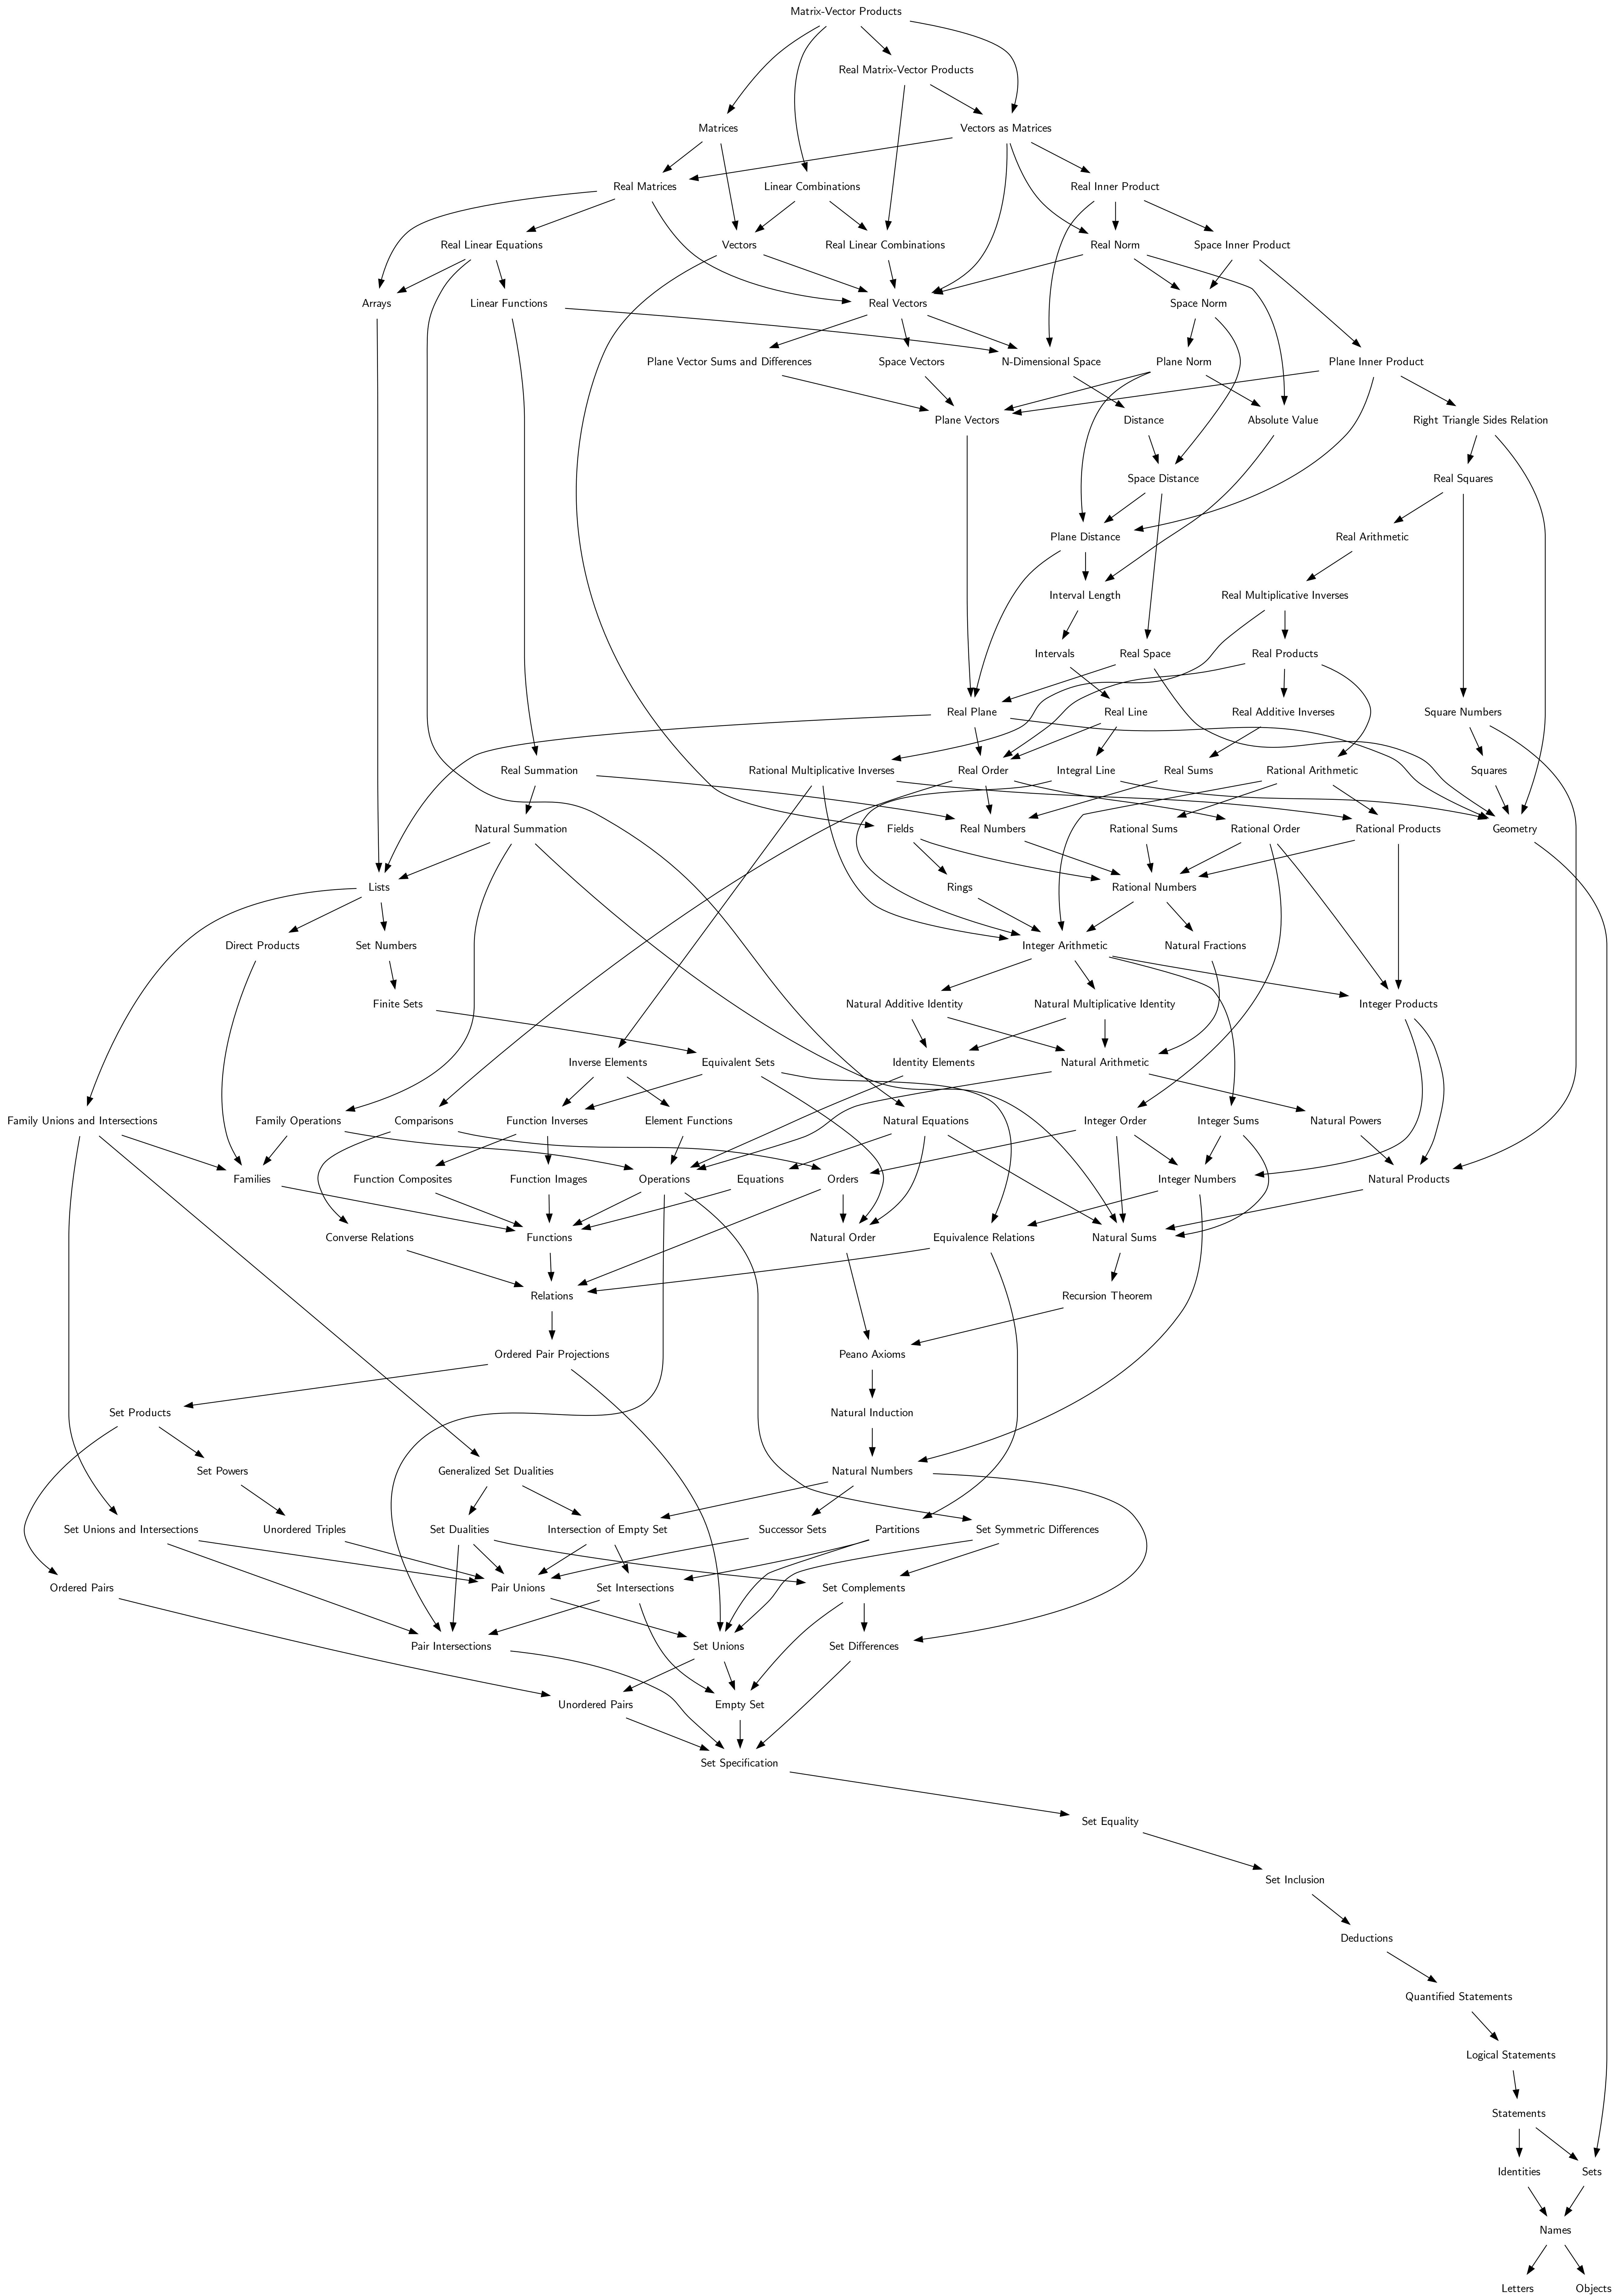 Matrix-Vector Products
Real Matrix-Vector Products
Matrices
Vectors as Matrices
Real Matrices
Linear Combinations
Real Inner Product
Real Linear Equations
Vectors
Real Linear Combinations
Real Norm
Space Inner Product
Arrays
Linear Functions
Real Vectors
Space Norm
Plane Vector Sums and Differences
Space Vectors
N-Dimensional Space
Plane Norm
Plane Inner Product
Plane Vectors
Distance
Absolute Value
Right Triangle Sides Relation
Space Distance
Real Squares
Plane Distance
Real Arithmetic
Interval Length
Real Multiplicative Inverses
Intervals
Real Space
Real Products
Real Plane
Real Line
Real Additive Inverses
Square Numbers
Real Summation
Rational Multiplicative Inverses
Real Order
Integral Line
Real Sums
Rational Arithmetic
Squares
Natural Summation
Fields
Real Numbers
Rational Sums
Rational Order
Rational Products
Geometry
Lists
Rings
Rational Numbers
Direct Products
Set Numbers
Integer Arithmetic
Natural Fractions
Finite Sets
Natural Additive Identity
Natural Multiplicative Identity
Integer Products
Inverse Elements
Equivalent Sets
Identity Elements
Natural Arithmetic
Family Unions and Intersections
Family Operations
Comparisons
Function Inverses
Element Functions
Natural Equations
Integer Order
Integer Sums
Natural Powers
Families
Function Composites
Function Images
Operations
Equations
Orders
Integer Numbers
Natural Products
Converse Relations
Functions
Natural Order
Equivalence Relations
Natural Sums
Relations
Recursion Theorem
Ordered Pair Projections
Peano Axioms
Set Products
Natural Induction
Set Powers
Generalized Set Dualities
Natural Numbers
Set Unions and Intersections
Unordered Triples
Set Dualities
Intersection of Empty Set
Successor Sets
Partitions
Set Symmetric Differences
Ordered Pairs
Pair Unions
Set Intersections
Set Complements
Pair Intersections
Set Unions
Set Differences
Unordered Pairs
Empty Set
Set Specification
Set Equality
Set Inclusion
Deductions
Quantified Statements
Logical Statements
Statements
Identities
Sets
Names
Letters
Objects